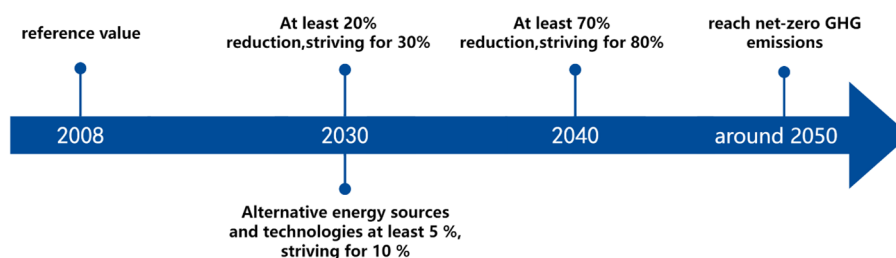 reference value
At least 20%
reduction,striving for 30%
At least 70%
reduction,striving for 80%
reach net-zero GHG
emissions
2008
2030
2040
around 2050
Alternative energy sources
and technologies at least 5 %,
striving for 10 %